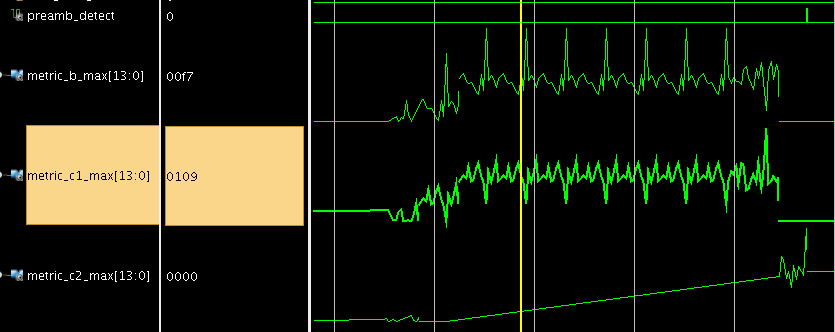 preamb_detect 0
metric_b_max[13:0] 00f7
metric_c1_max[13:0] 0109
metric_c2_max[13:0] 0000